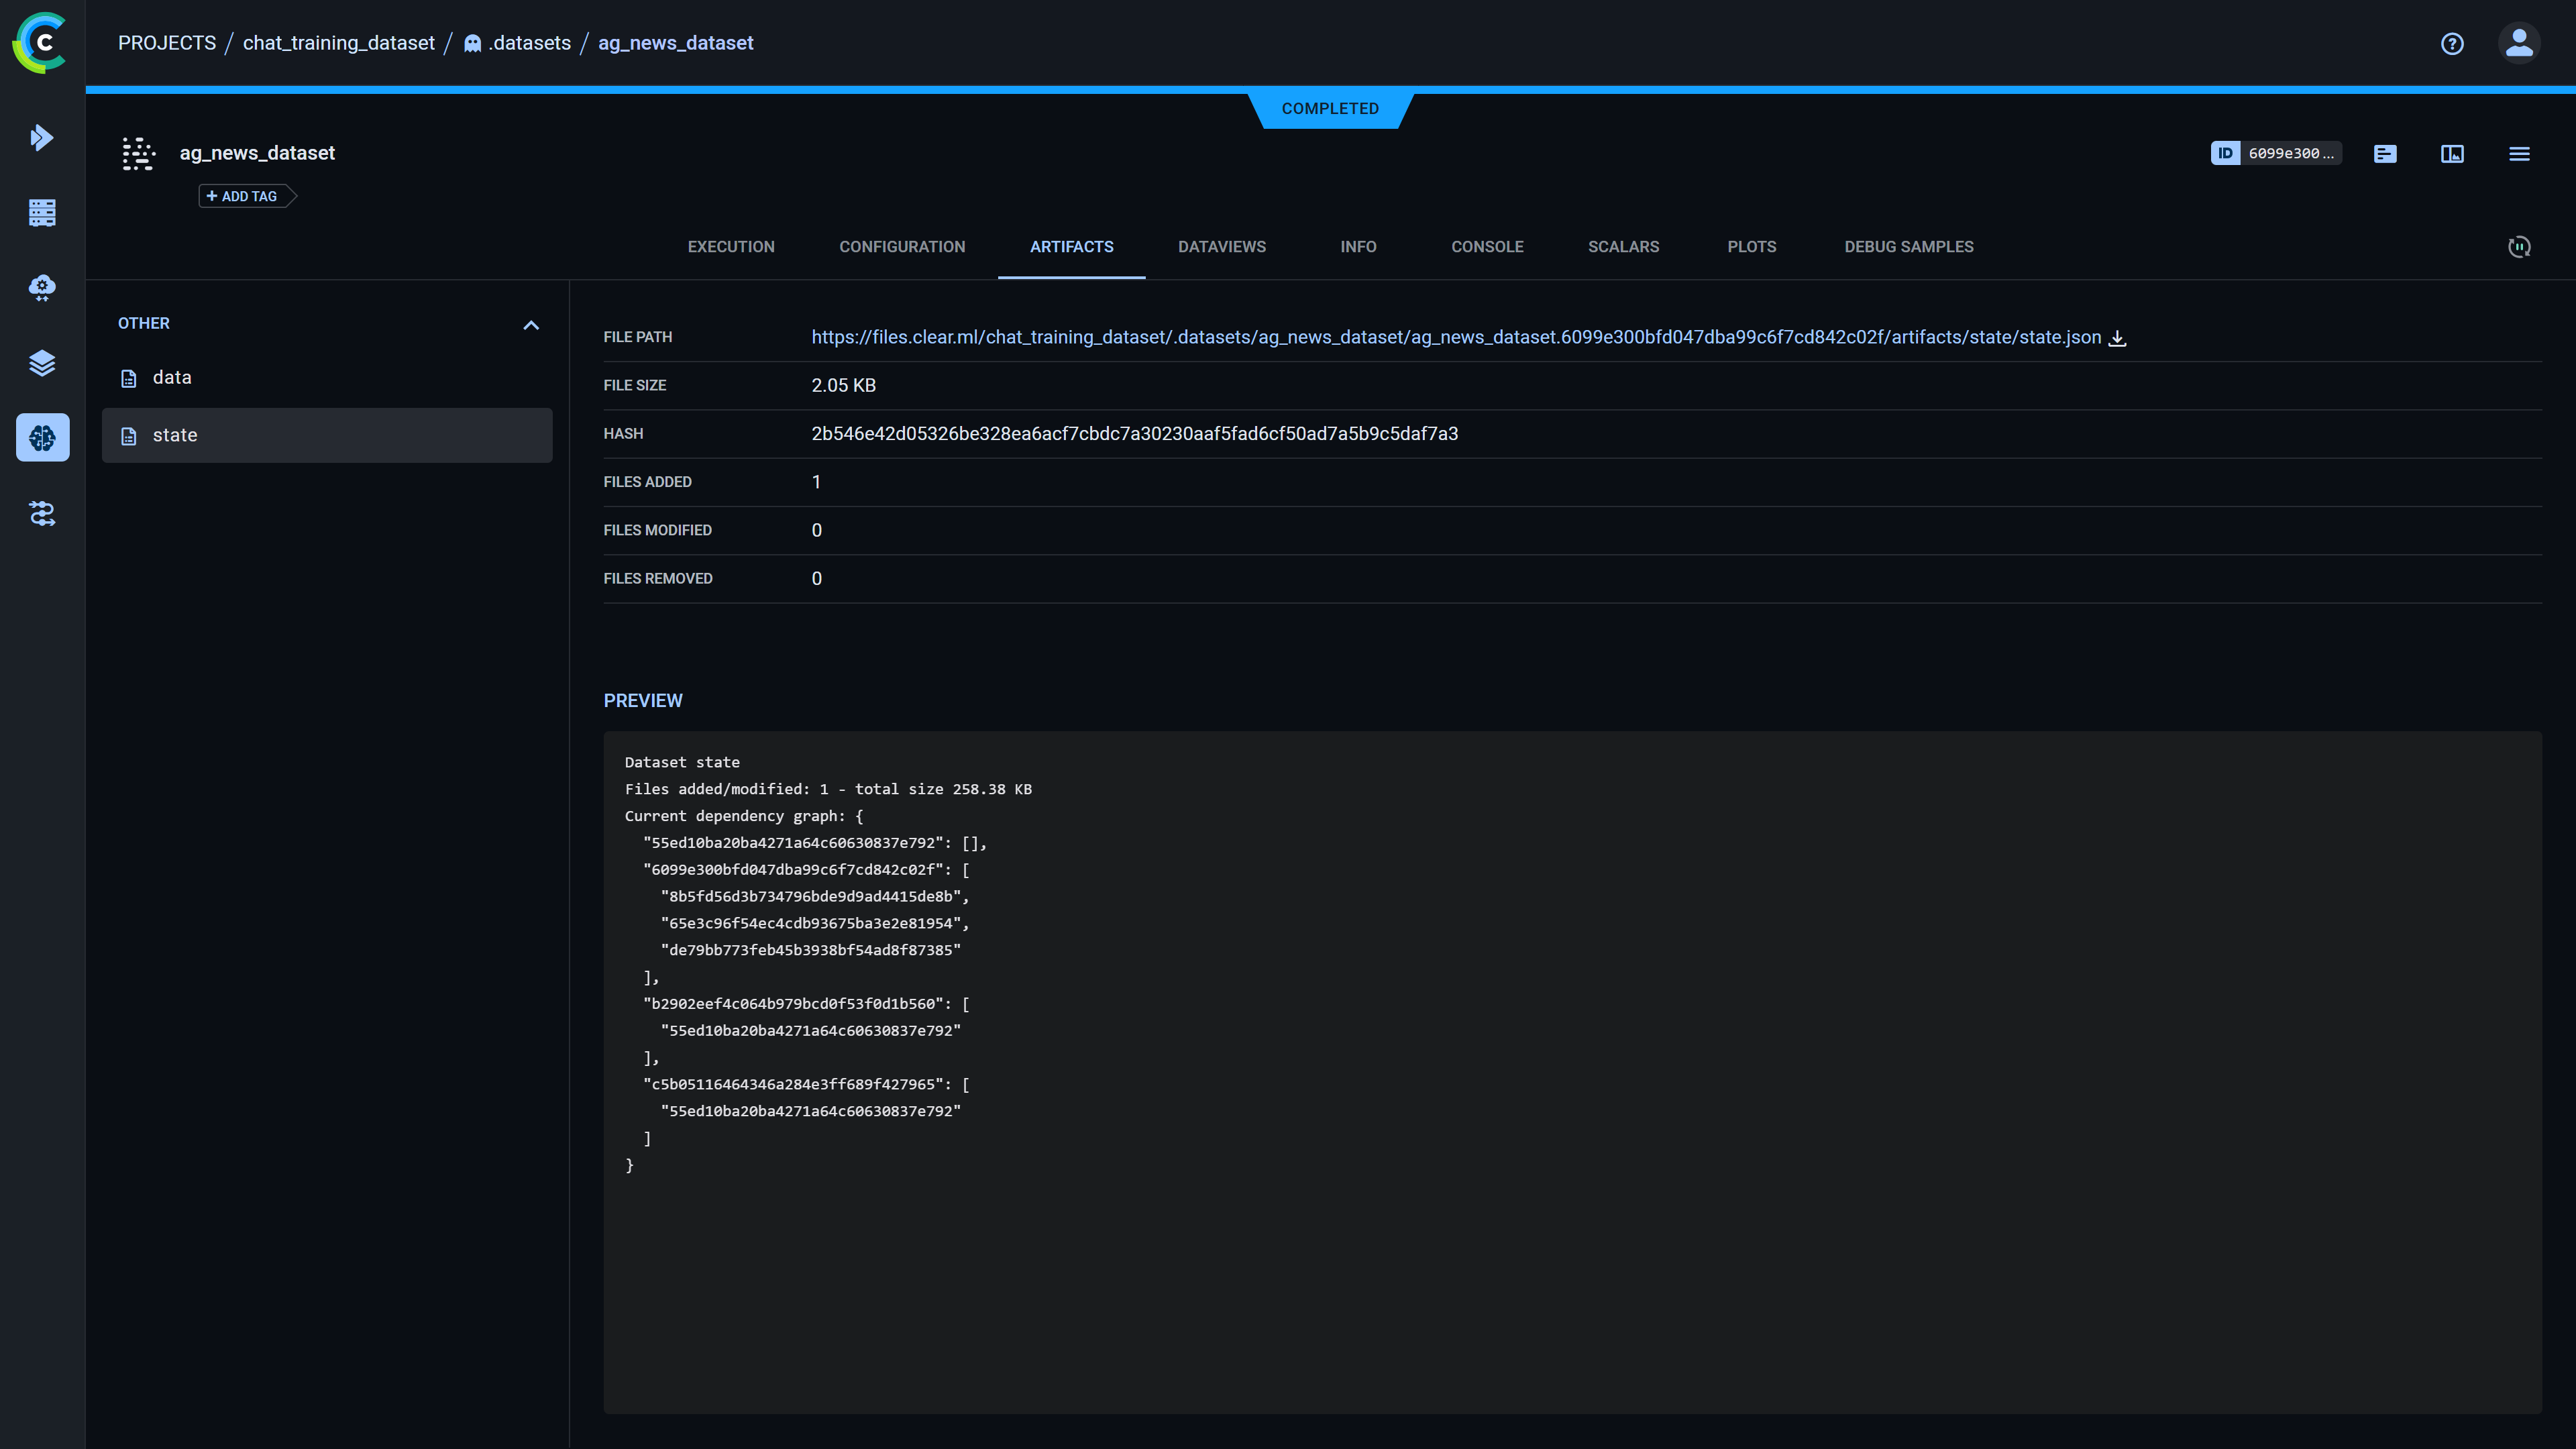 PROJECTS / chat_training_dataset / .datasets / ag_news_dataset
COMPLETED
ag_news_dataset
ID 6099e300 ...
+ ADD TAG
EXECUTION CONFIGURATION ARTIFACTS DATAVIEWS INFO CONSOLE SCALARS PLOTS DEBUG SAMPLES
OTHER
data
state
FILE PATH https://files.clear.ml/chat_training_dataset/.datasets/ag_news_dataset/ag_news_dataset.6099e300bfd047dba99c6f7cd842c02f/artifacts/state/state.json
FILE SIZE 2.05 KB
HASH 2b546e42d05326be328ea6acf7cbdc7a30230aaf5fad6cf50ad7a5b9c5daf7a3
FILES ADDED 1
FILES MODIFIED 0
FILES REMOVED 0
PREVIEW
Dataset state
Files added/modified: 1 - total size 258.38 KB
Current dependency graph: {
"55ed10ba20ba4271a64c60630837e792": [],
"6099e300bfd047dba99c6f7cd842c02f": [
"8b5fd56d3b734796bde9d9ad4415de8b",
"65e3c96f54ec4cdb93675ba3e2e81954",
"de79bb773feb45b3938bf54ad8f87385"
],
"b2902eef4c064b979bcd0f53f0d1b560": [
"55ed10ba20ba4271a64c60630837e792"
],
"c5b05116464346a284e3ff689f427965": [
"55ed10ba20ba4271a64c60630837e792"
]
}